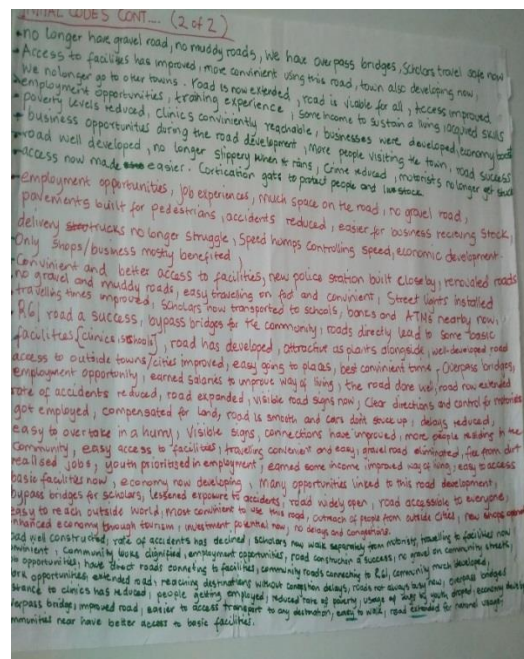 INITIAL CODES CONT.... (2 of 2)
• no longer have gravel road, no muddy roads, We have overpass bridges, scholars travel safe now
• Access to facilities has improved, more convinient using this road, town also developing now,
We no longer go to other towns. Road is now extended, road is viable for all, access improved
• employment opportunities, training experience, some income to sustain a living, acquired skills
poverty levels reduced, clinics conviniently reachable, businesses were developed, economy boost
• business opportunities during the road development, more people visiting the town, road success
• road well developed, no longer slippery when it rains, Crime reduced, motorists no longer get stuck
• access now made easier. Cortication gate to protect people and livestock
• employment opportunities, job experiences, much space on the road, no gravel road,
pavements built for pedestrians, accidents reduced, easier for business reciving stock,
delivery trucks no longer struggle, Speed humps controlling speed, economic development.
• Only shops/business mostly benefited
• Convinient and better access to facilities, new police station built closeby, renovated roads
no gravel and muddy roads, easy travelling on foot and convinient, Street lights installed
• travelling times improved, scholars now transported to schools, banks and ATMs nearby now,
• R61 road a success, bypass bridges for the community, roads directly lead to some "basic
facilities (clinics, schools), road has developed, attractive as plants alongside, well-developed road
access to outside towns/cities improved, easy going to places, best convinient tome, Overpass bridges,
employment opportunity, earned salaries to improve way of living, the road done well, road now extended
rate of accidents reduced, road expanded, visible road signs now, Clear directions and control for motorists
got employed, compensated for land, road is smooth and cars dont stuck up, delays reduced,
easy to overtake in a hurry, Visible signs, connections have improved, more people residing in the
Community, easy access to facilities, traveling convenient and easy, gravel road eliminated, free from dirt
realised jobs, youth prioritised in employment, earned some income improved way of living, easy to access
basic facilities now, economy now developing, Many opportunities linked to this road development,
bypass bridges for scholars, lessened exposure to accidents, road widely open, road accessible to everyone,
easy to reach outside world, most convinient to use this road, outreach of people from outside cities, new shops
enhanced economy through tourism, investment potential now, no delays and congestions.
road well constructed, rate of accidents has declined, scholars now walk separately from motorists, travelling to facilities now
convinient, Community looks dignified, employment opportunities, road construction a success, no gravel on community streets,
opportunities, have direct roads conneting to facilities, community roads connecting to R61, community much developed,
work opportunities, extended road, reaching destinations without congestion delays, roads not always busy now, overpass bridges
distance to clinics has reduced, people getting employed, reduced rate of poverty, usage of drugs by youth droped, economy
overpass bridges, improved road, easier to access transport to any destination, easy to walk, road extended for
communities near have better access to basic facilities.